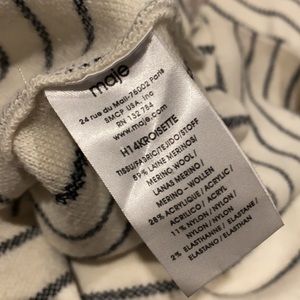 maje
24 rue du Mail-75002 Paris
SMCP USA, Inc
RN 132.784
www.maje.com
H14KROISETTE
TISSU/FABRIC/TEJIDO/STOFF
59% LAINE MERINOS/
MERINO WOOL /
LANAS MERINO /
MERINO - WOLLEN
28% ACRYLIQUE / ACRYLIC /
ACRILICO / ACRYL
11% NYLON / NYLON /
NYLON / NYLON
2% ELASTHANNE / ELASTANE /
ELASTANO / ELASTHAN